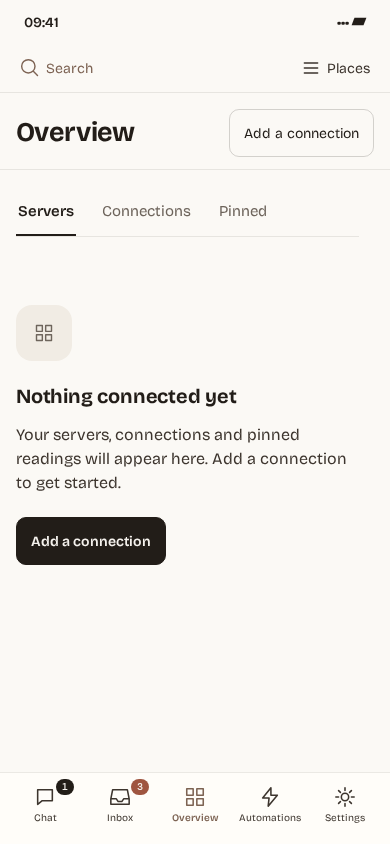 09:41
Search
Places
Overview
Add a connection
Servers
Connections
Pinned
Nothing connected yet
Your servers, connections and pinned
readings will appear here. Add a connection
to get started.
Add a connection
1
3
Chat
Inbox
Overview
Automations
Settings